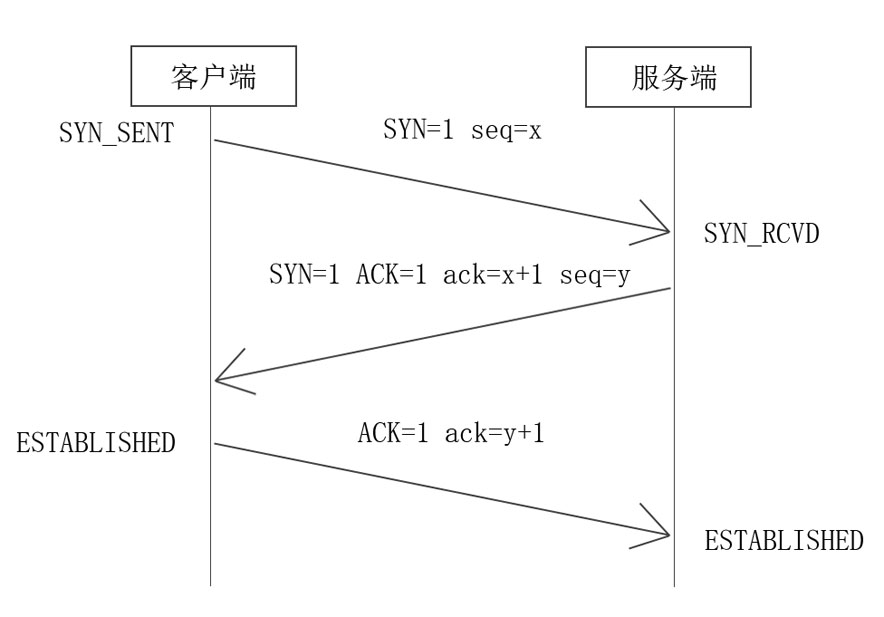 客户端
服务端
SYN_SENT
SYN=1 seq=x
SYN_RCVD
SYN=1 ACK=1 ack=x+1 seq=y
ESTABLISHED
ACK=1 ack=y+1
ESTABLISHED